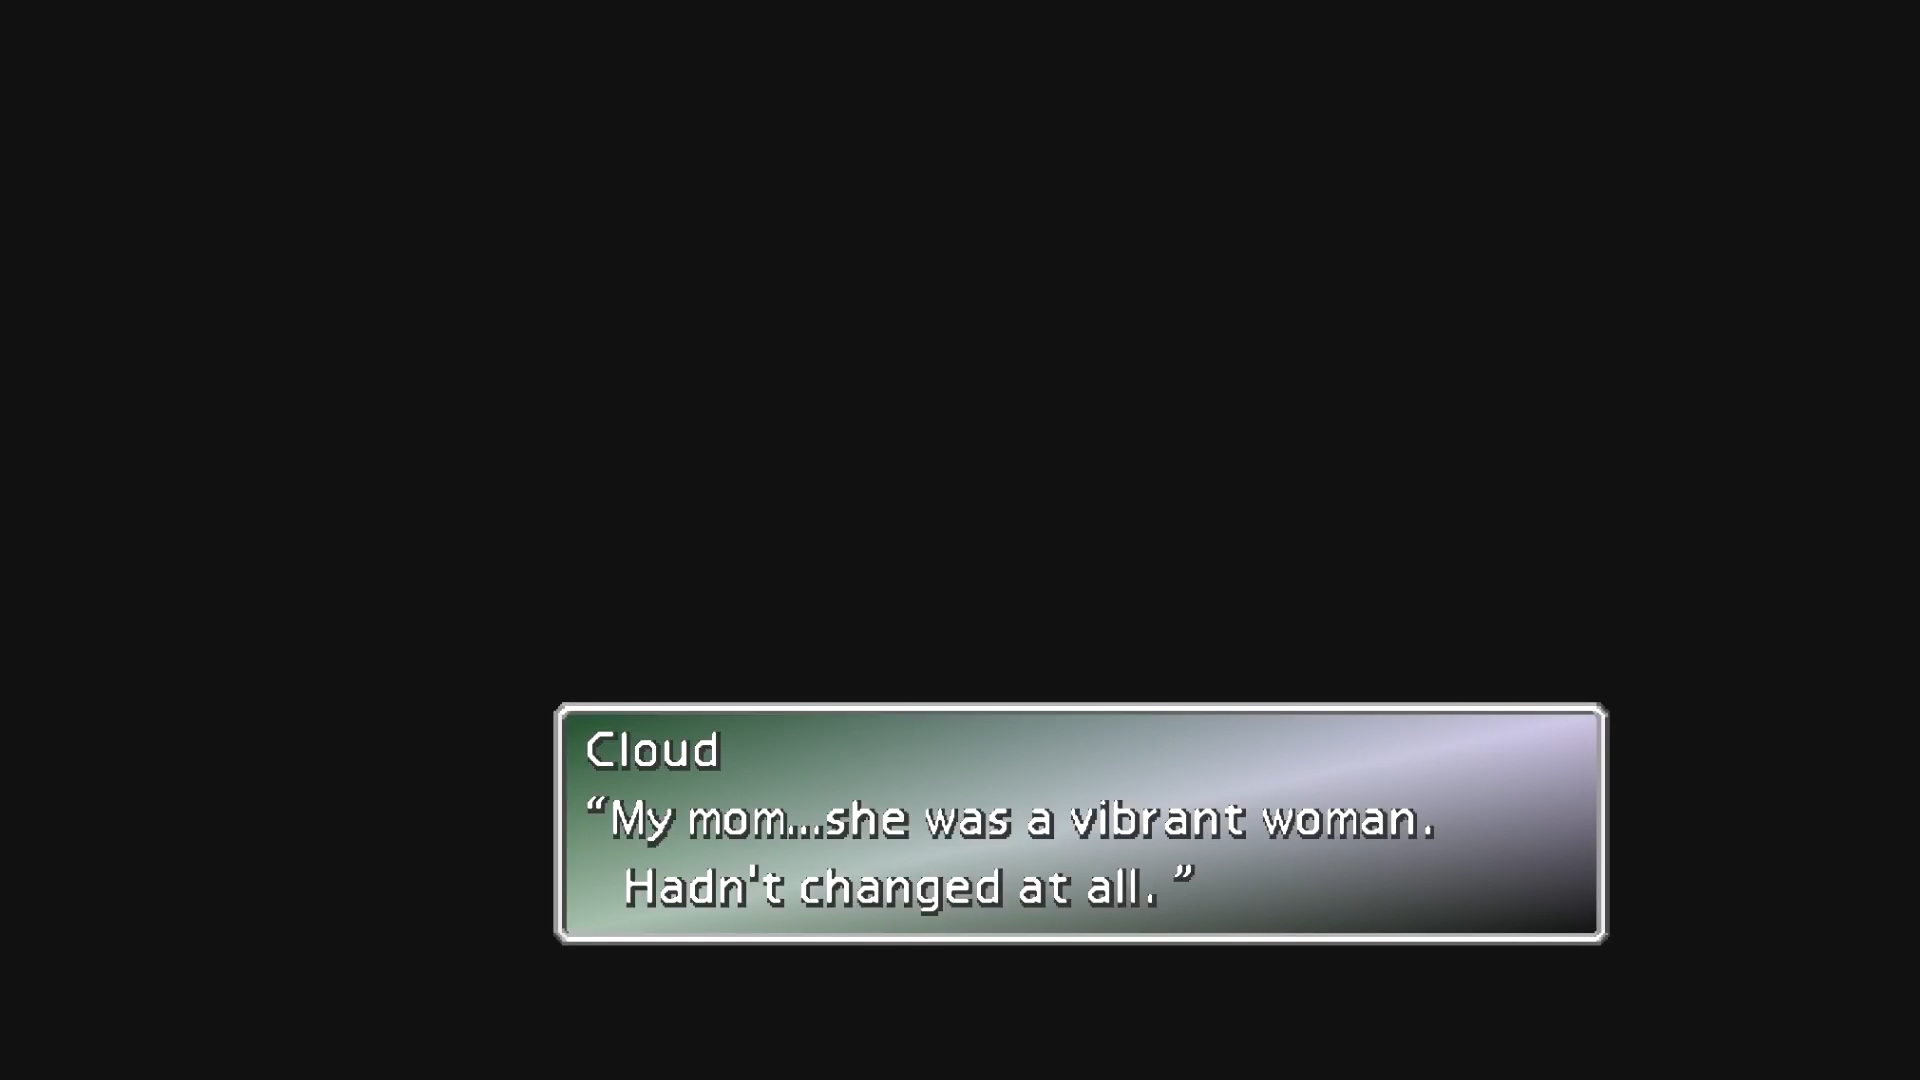 Cloud
“My mom...she was a vibrant woman.
Hadn't changed at all. ”